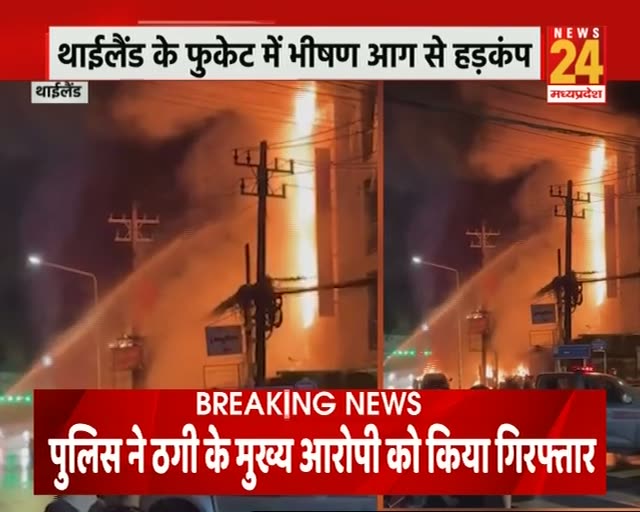 थाईलैंड के फुकेट में भीषण आग से हड़कंप
NEWS
24
मध्यप्रदेश
थाईलैंड
BREAKING NEWS
पुलिस ने ठगी के मुख्य आरोपी को किया गिरफ्तार